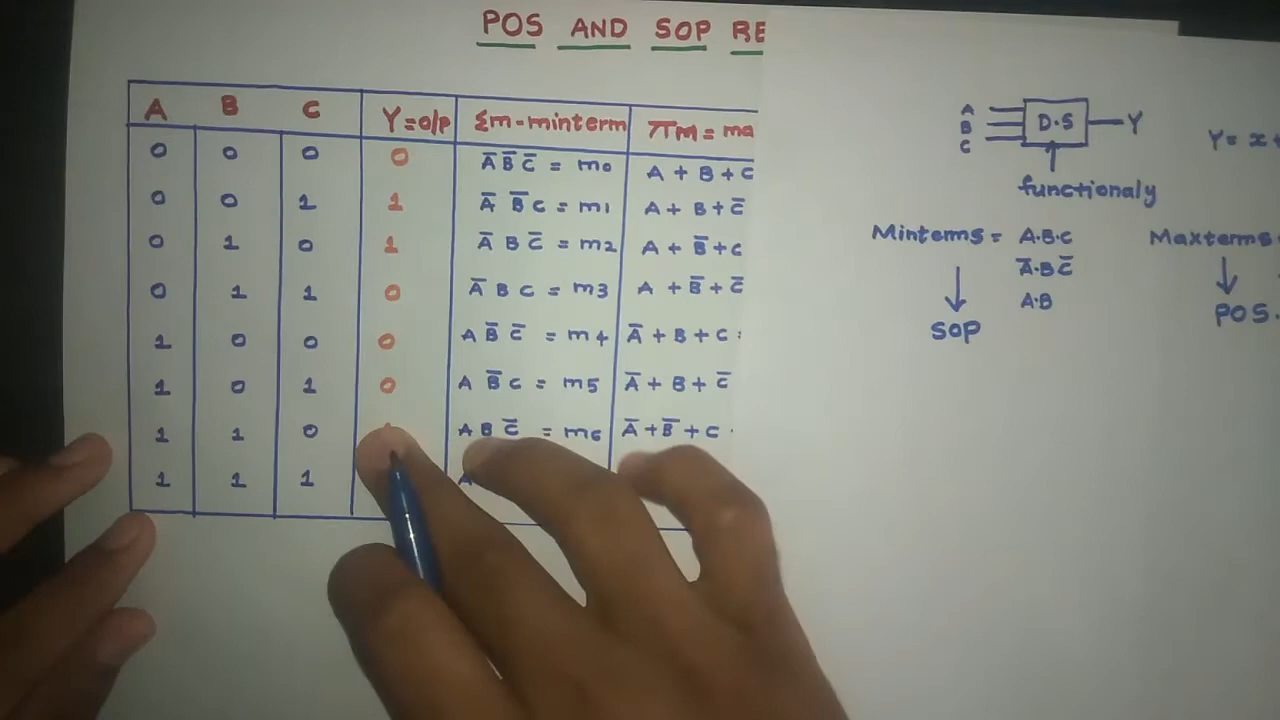 POS AND SOP RE
A B C Y=o/p Σm-minterm πM = ma
0 0 0 0 A̅ B̅ C̅ = m0 A + B + C
0 0 1 1 A̅ B̅ C = m1 A + B + C̅
0 1 0 1 A̅ B C̅ = m2 A + B̅ + C
0 1 1 0 A̅ B C = m3 A + B̅ + C̅
1 0 0 0 A B̅ C̅ = m4 A̅ + B + C =
1 0 1 0 A B̅ C = m5 A̅ + B + C̅
1 1 0 A B C̅ = m6 A̅ + B̅ + C
1 1 1 A
A
B
C
D.S
Y
Y = x +
functionaly
Minterms = A.B.C
A̅.B C̅
A.B
SOP
Maxterms
POS.